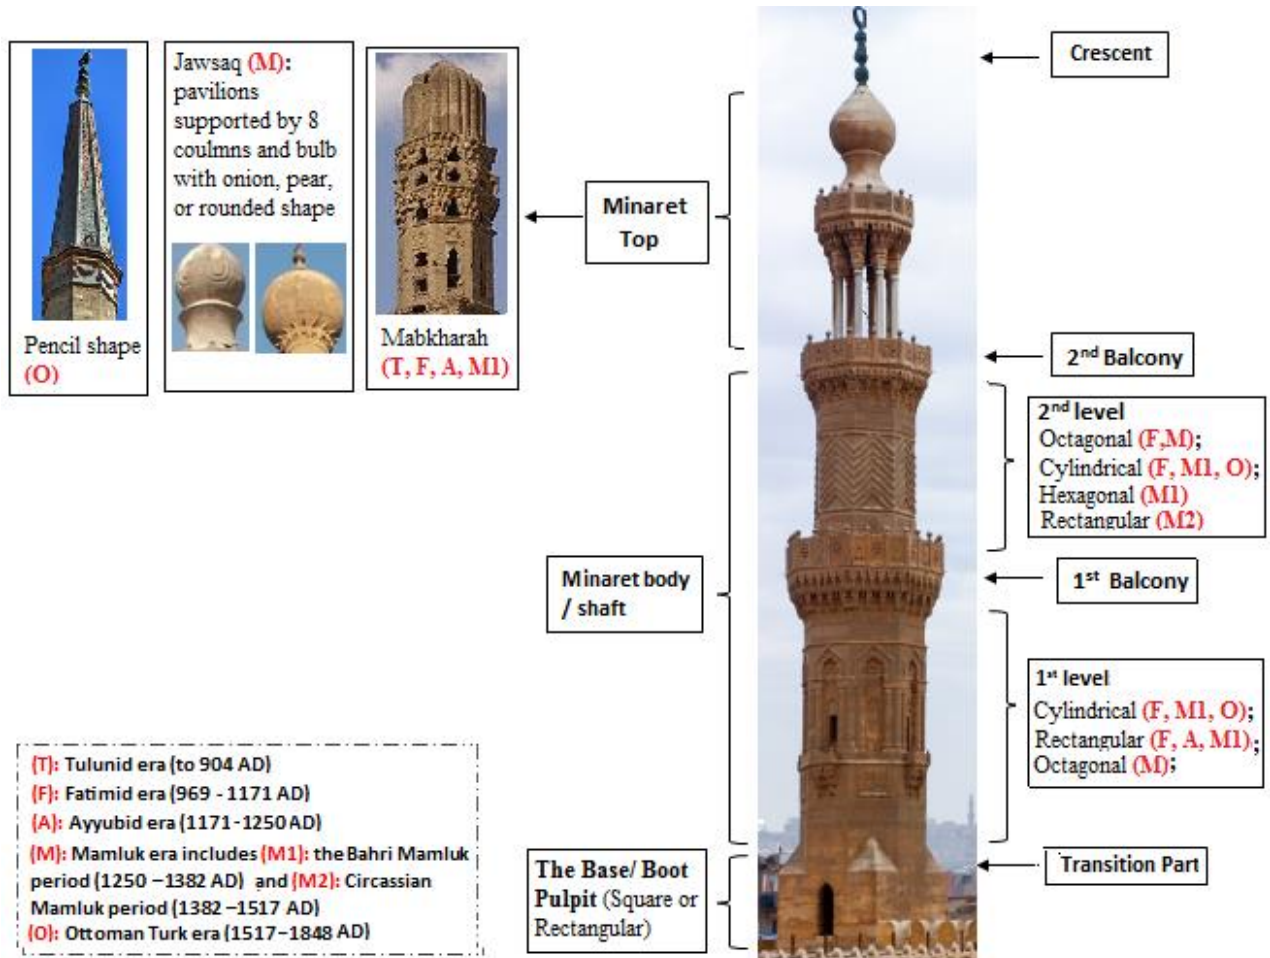 Pencil shape
(O)
Jawsaq (M):
pavilions
supported by 8
coulmns and bulb
with onion, pear,
or rounded shape
Mabkharah
(T, F, A, M1)
Minaret
Top
Crescent
2nd Balcony
2nd level
Octagonal (F,M);
Cylindrical (F, M1, O);
Hexagonal (M1)
Rectangular (M2)
Minaret body
/ shaft
1st Balcony
1st level
Cylindrical (F, M1, O);
Rectangular (F, A, M1);
Octagonal (M);
Transition Part
The Base/ Boot
Pulpit (Square or
Rectangular)
(T): Tulunid era (to 904 AD)
(F): Fatimid era (969 - 1171 AD)
(A): Ayyubid era (1171-1250 AD)
(M): Mamluk era includes (M1): the Bahri Mamluk
period (1250 –1382 AD) and (M2): Circassian
Mamluk period (1382 –1517 AD)
(O): Ottoman Turk era (1517–1848 AD)